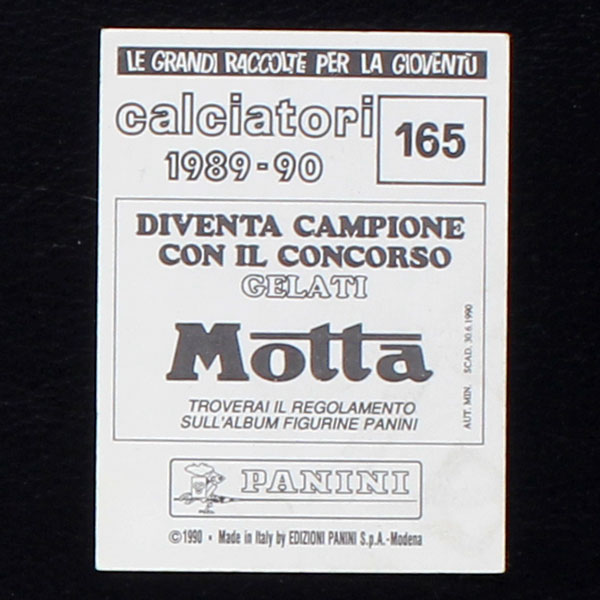 LE GRANDI RACCOLTE PER LA GIOVENTÙ
calciatori 165
1989-90
DIVENTA CAMPIONE
CON IL CONCORSO
GELATI
Motta
TROVERAI IL REGOLAMENTO
SULL'ALBUM FIGURINE PANINI
AUT. MIN. SCAD. 30.6.1990
PANINI
©1990 • Made in Italy by EDIZIONI PANINI S.p.A.-Modena